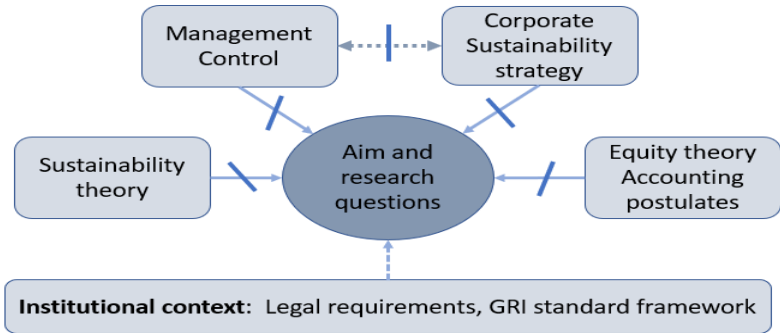 Management
Control
Corporate
Sustainability
strategy
Sustainability
theory
Aim and
research
questions
Equity theory
Accounting
postulates
Institutional context:  Legal requirements, GRI standard framework